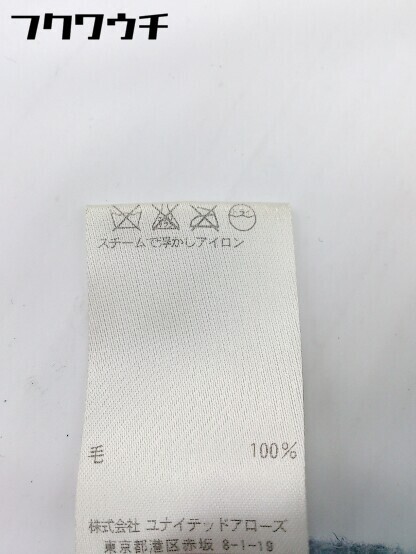 フクワウチ
スチームで浮かしアイロン
毛 100%
株式会社 ユナイテッドアローズ
東京都港区赤坂 8-1-19